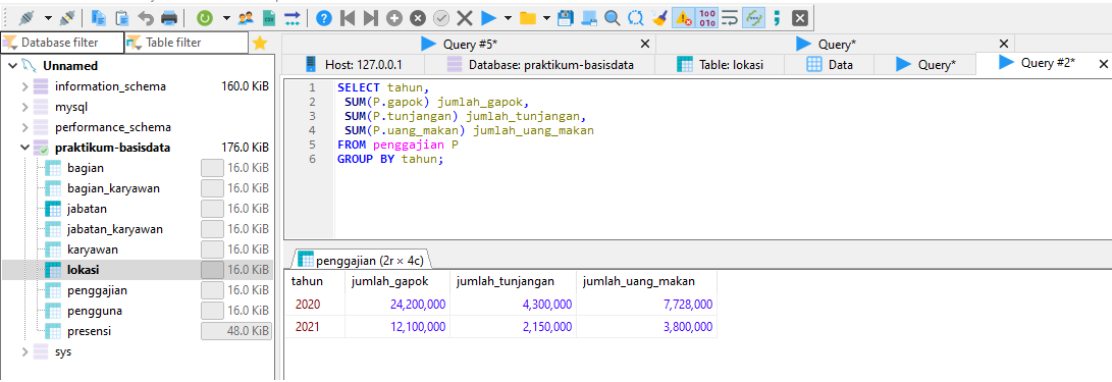 Database filter Table filter
Query #5* Query*
Host: 127.0.0.1 Database: praktikum-basisdata Table: lokasi Data Query* Query #2*
Unnamed
information_schema 160.0 KiB
mysql
performance_schema
praktikum-basisdata 176.0 KiB
bagian 16.0 KiB
bagian_karyawan 16.0 KiB
jabatan 16.0 KiB
jabatan_karyawan 16.0 KiB
karyawan 16.0 KiB
lokasi 16.0 KiB
penggajian 16.0 KiB
pengguna 16.0 KiB
presensi 48.0 KiB
sys
1 SELECT tahun,
2 SUM(P.gapok) jumlah_gapok,
3 SUM(P.tunjangan) jumlah_tunjangan,
4 SUM(P.uang_makan) jumlah_uang_makan
5 FROM penggajian P
6 GROUP BY tahun;
penggajian (2r × 4c)
tahun jumlah_gapok jumlah_tunjangan jumlah_uang_makan
2020 24,200,000 4,300,000 7,728,000
2021 12,100,000 2,150,000 3,800,000